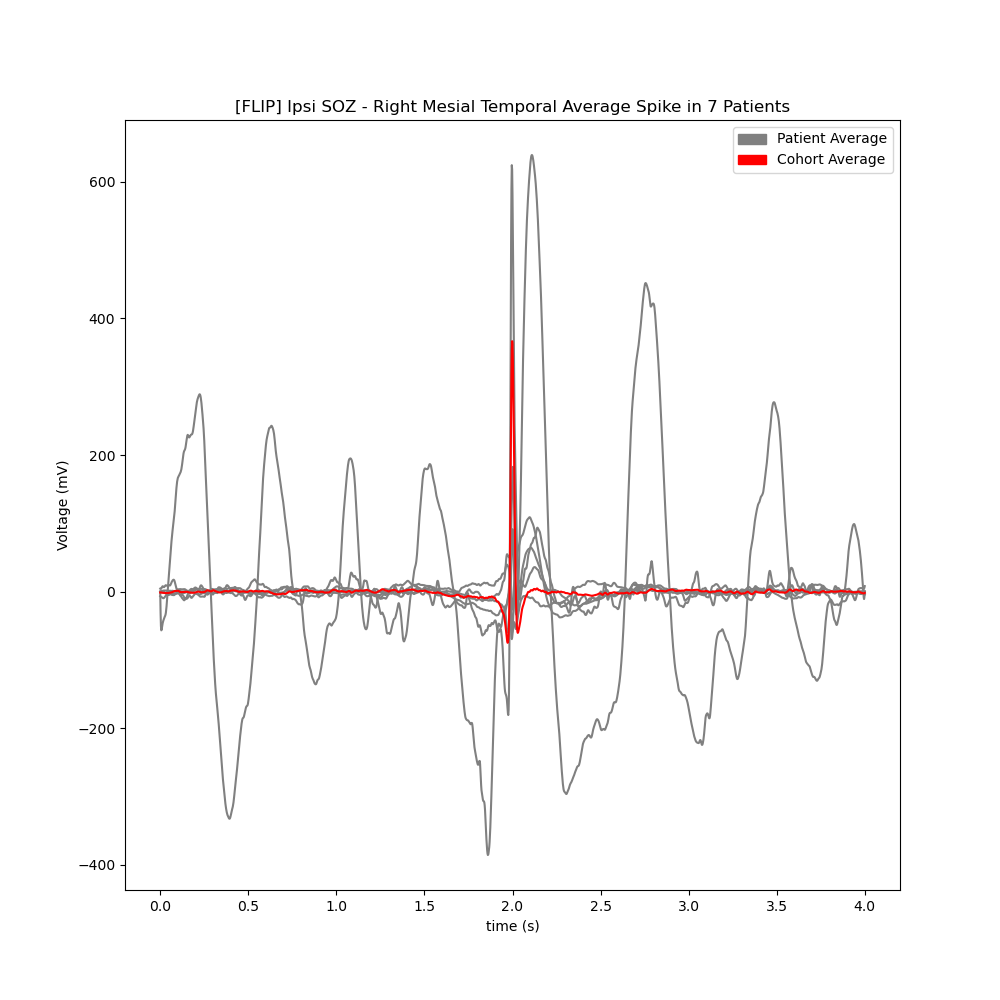 [FLIP] Ipsi SOZ - Right Mesial Temporal Average Spike in 7 Patients
Patient Average
Cohort Average
Voltage (mV)
600
400
200
0
−200
−400
0.0 0.5 1.0 1.5 2.0 2.5 3.0 3.5 4.0
time (s)